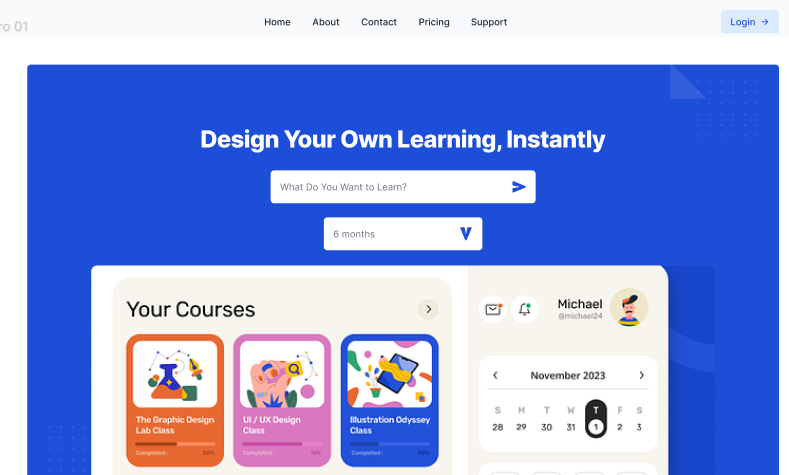 ro 01
Home About Contact Pricing Support
Login
Design Your Own Learning, Instantly
What Do You Want to Learn?
6 months
Your Courses
Michael
@michael24
The Graphic Design
Lab Class
UI / UX Design
Class
Illustration Odyssey
Class
Completed : 50%
Completed :
Completed :
November 2023
S M T W T F S
28 29 30 31 1 2 3